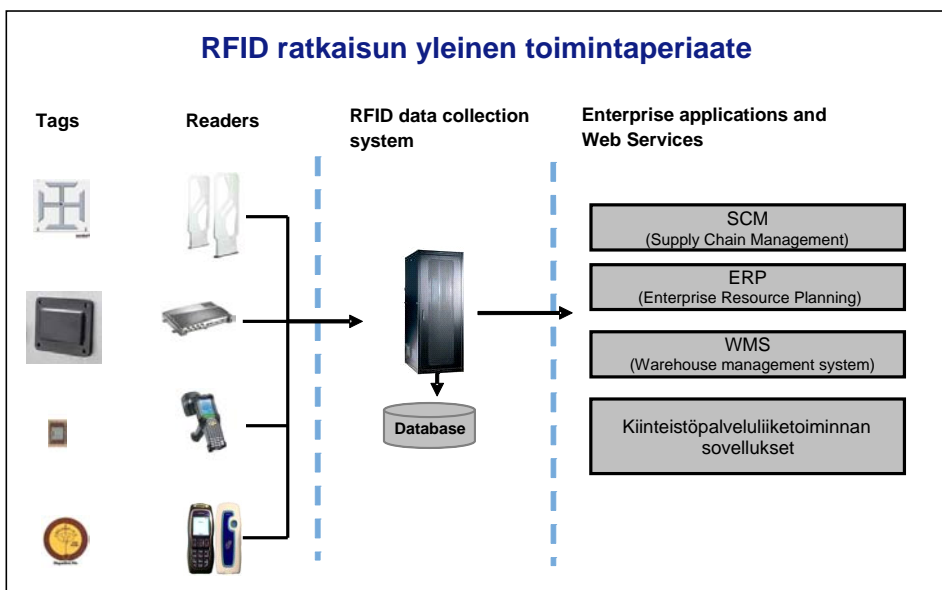 RFID ratkaisun yleinen toimintaperiaate
Tags
Readers
RFID data collection
system
Enterprise applications and
Web Services
SCM
(Supply Chain Management)
ERP
(Enterprise Resource Planning)
WMS
(Warehouse management system)
Kiinteistöpalveluliiketoiminnan
sovellukset
Database